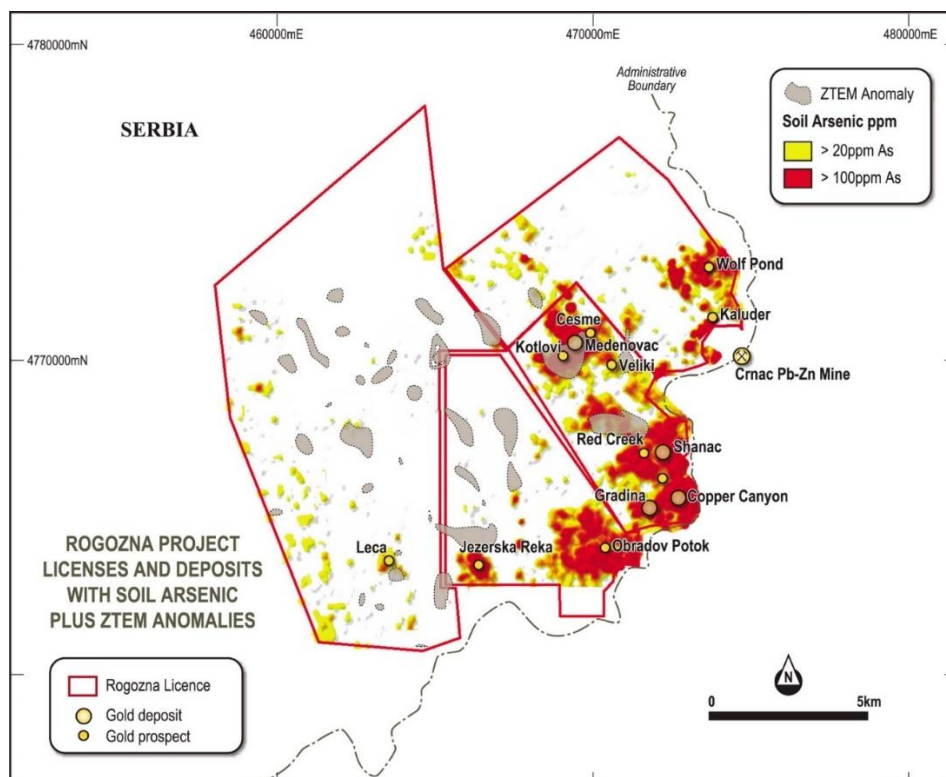 460000mE
470000mE
480000mE
4780000mN
4770000mN
Administrative
Boundary
SERBIA
ZTEM Anomaly
Soil Arsenic ppm
> 20ppm As
> 100ppm As
Wolf Pond
Kaluder
Cesme
Kotlovi
Medenovac
Veliki
Crnac Pb-Zn Mine
Red Creek
Shanac
Gradina
Copper Canyon
Leca
Jezerska Reka
Obradov Potok
ROGOZNA PROJECT
LICENSES AND DEPOSITS
WITH SOIL ARSENIC
PLUS ZTEM ANOMALIES
Rogozna Licence
Gold deposit
Gold prospect
N
0
5km